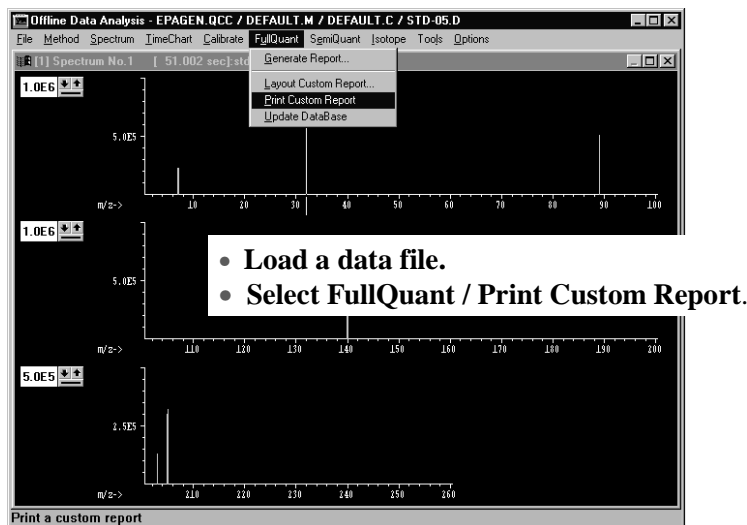 Offline Data Analysis - EPAGEN.QCC / DEFAULT.M / DEFAULT.C / STD-05.D
File Method Spectrum TimeChart Calibrate FullQuant SemiQuant Isotope Tools Options
[1] Spectrum No.1 [ 51.002 sec]:std
Generate Report...
Layout Custom Report...
Print Custom Report
Update DataBase
1.0E6
5.0E5
m/z-> 10 20 30 40 50 60 70 80 90 100
1.0E6
• Load a data file.
5.0E5
• Select FullQuant / Print Custom Report.
m/z-> 110 120 130 140 150 160 170 180 190 200
5.0E5
2.5E5
m/z-> 210 220 230 240 250 260
Print a custom report